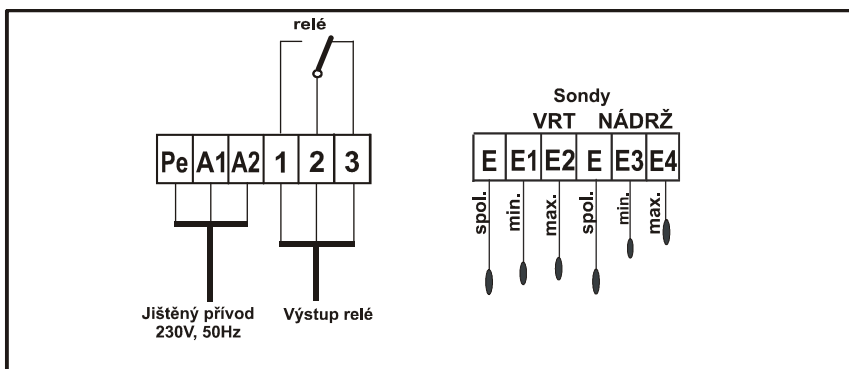 relé
Pe A1 A2 1 2 3
Jištěný přívod
230V, 50Hz
Výstup relé
Sondy
VRT NÁDRŽ
E E1 E2 E E3 E4
spol. min. max. spol. min. max.